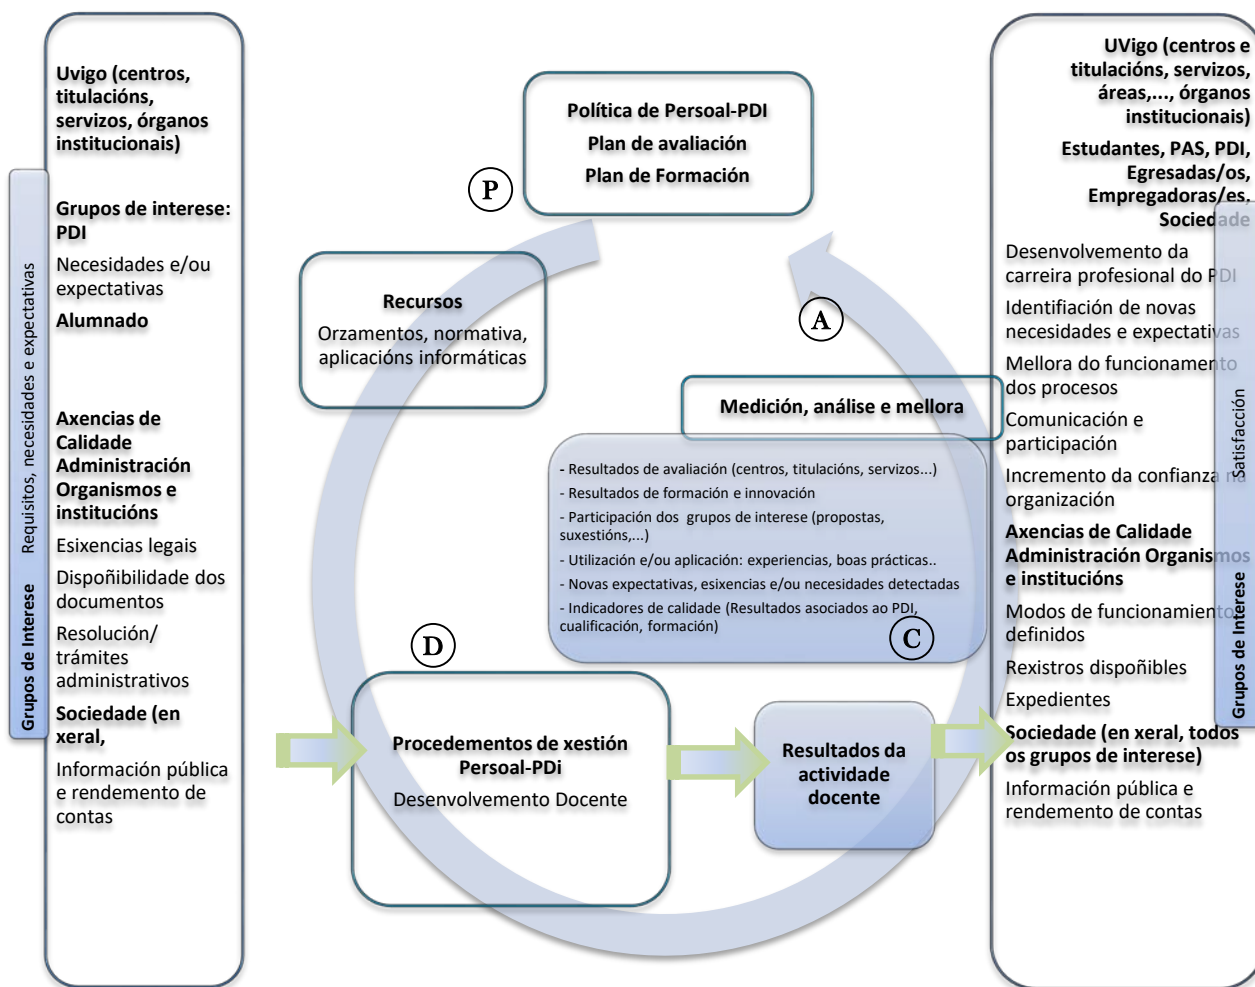 Uvigo (centros,
titulacións,
servizos, órganos
institucionais)
Grupos de interese:
PDI
Necesidades e/ou
expectativas
Alumnado
Axencias de
Calidade
Administración
Organismos e
institucións
Esixencias legais
Dispoñibilidade dos
documentos
Resolución/
trámites
administrativos
Sociedade (en
xeral,
Información pública
e rendemento de
contas
Grupos de Interese Requisitos, necesidades e expectativas
Política de Persoal-PDI
Plan de avaliación
Plan de Formación
P
Recursos
Orzamentos, normativa,
aplicacións informáticas
A
Medición, análise e mellora
- Resultados de avaliación (centros, titulacións, servizos...)
- Resultados de formación e innovación
- Participación dos grupos de interese (propostas,
suxestións,...)
- Utilización e/ou aplicación: experiencias, boas prácticas..
- Novas expectativas, esixencias e/ou necesidades detectadas
- Indicadores de calidade (Resultados asociados ao PDI,
cualificación, formación)
C
D
Procedementos de xestión
Persoal-PDi
Desenvolvemento Docente
Resultados da
actividade
docente
UVigo (centros e
titulacións, servizos,
áreas,..., órganos
institucionais)
Estudantes, PAS, PDI,
Egresadas/os,
Empregadoras/es,
Sociedade
Desenvolvemento da
carreira profesional do PDI
Identifiación de novas
necesidades e expectativas
Mellora do funcionamento
dos procesos
Comunicación e
participación
Incremento da confianza na
organización
Axencias de Calidade
Administración Organismos
e institucións
Modos de funcionamiento
definidos
Rexistros dispoñibles
Expedientes
Sociedade (en xeral, todos
os grupos de interese)
Información pública e
rendemento de contas
Grupos de Interese Satisfacción